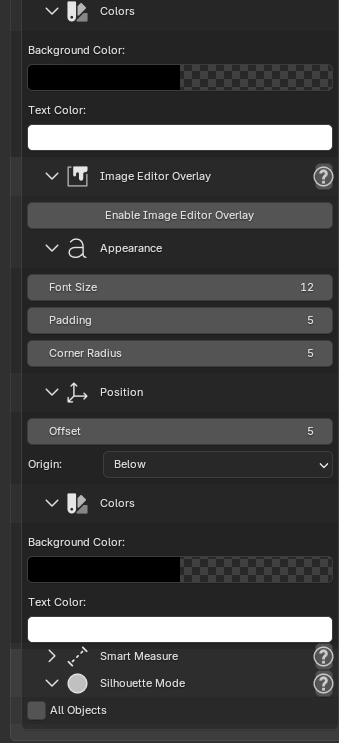 Colors
Background Color:
Text Color:
Image Editor Overlay ?
Enable Image Editor Overlay
Appearance
Font Size 12
Padding 5
Corner Radius 5
Position
Offset 5
Origin: Below
Colors
Background Color:
Text Color:
Smart Measure ?
Silhouette Mode ?
All Objects